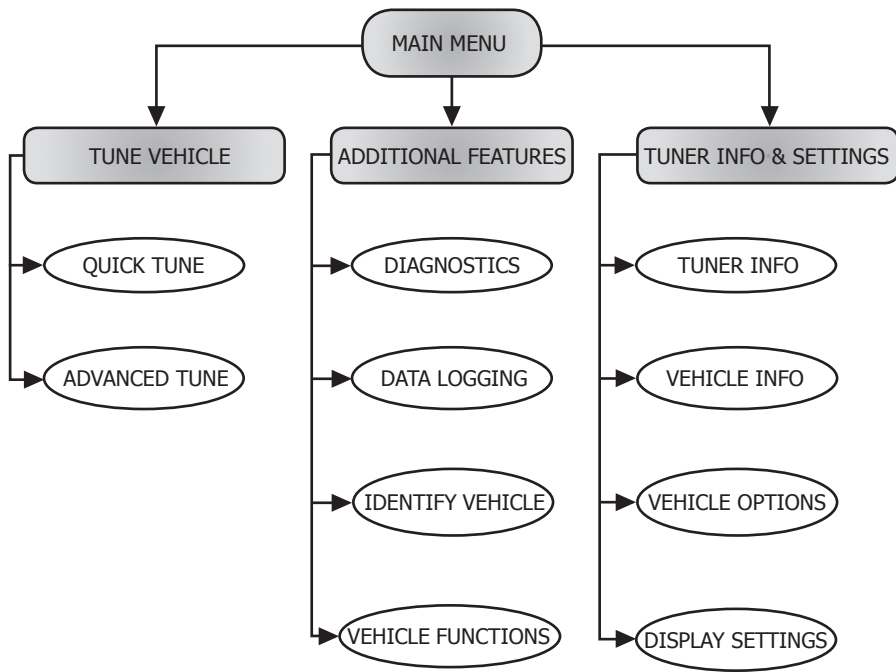 MAIN MENU
TUNE VEHICLE
ADDITIONAL FEATURES
TUNER INFO & SETTINGS
QUICK TUNE
DIAGNOSTICS
TUNER INFO
ADVANCED TUNE
DATA LOGGING
VEHICLE INFO
IDENTIFY VEHICLE
VEHICLE OPTIONS
VEHICLE FUNCTIONS
DISPLAY SETTINGS